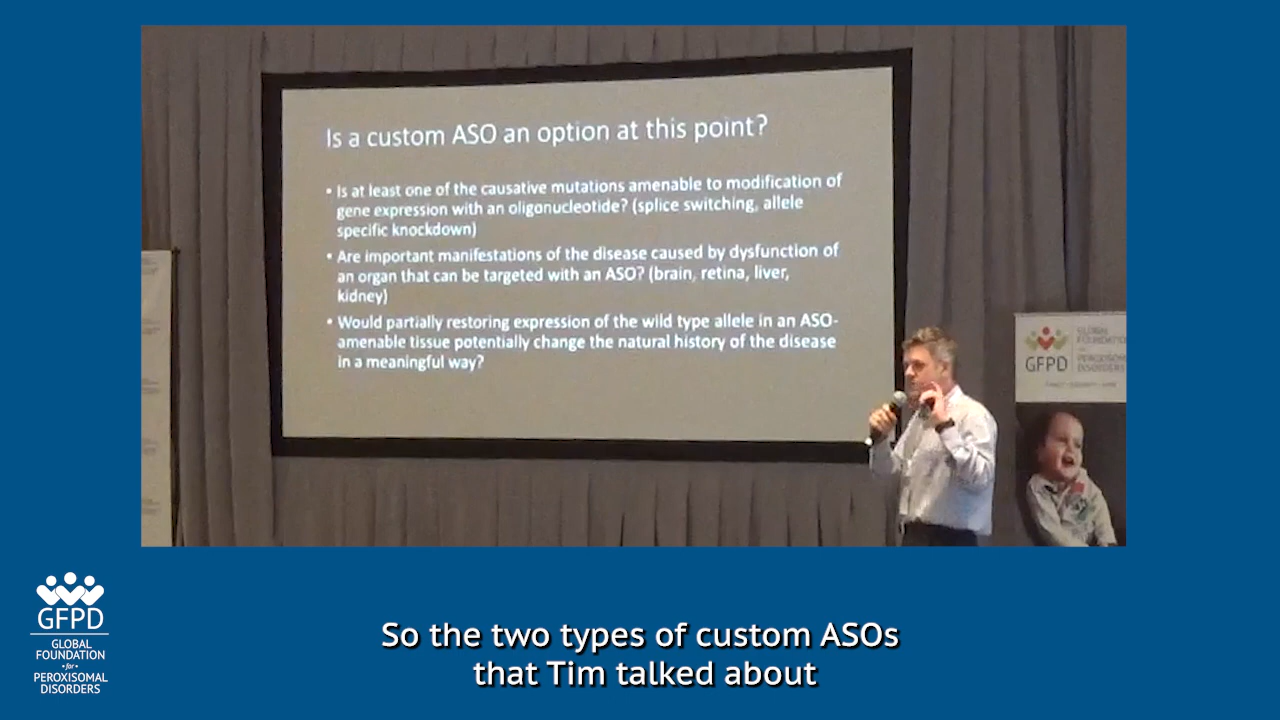 Is a custom ASO an option at this point?
• Is at least one of the causative mutations amenable to modification of
gene expression with an oligonucleotide? (splice switching, allele
specific knockdown)
• Are important manifestations of the disease caused by dysfunction of
an organ that can be targeted with an ASO? (brain, retina, liver,
kidney)
• Would partially restoring expression of the wild type allele in an ASO-
amenable tissue potentially change the natural history of the disease
in a meaningful way?
GFPD
GLOBAL
FOUNDATION
PEROXISOMAL
DISORDERS
GFPD
GLOBAL
FOUNDATION
for
PEROXISOMAL
DISORDERS
So the two types of custom ASOs
that Tim talked about